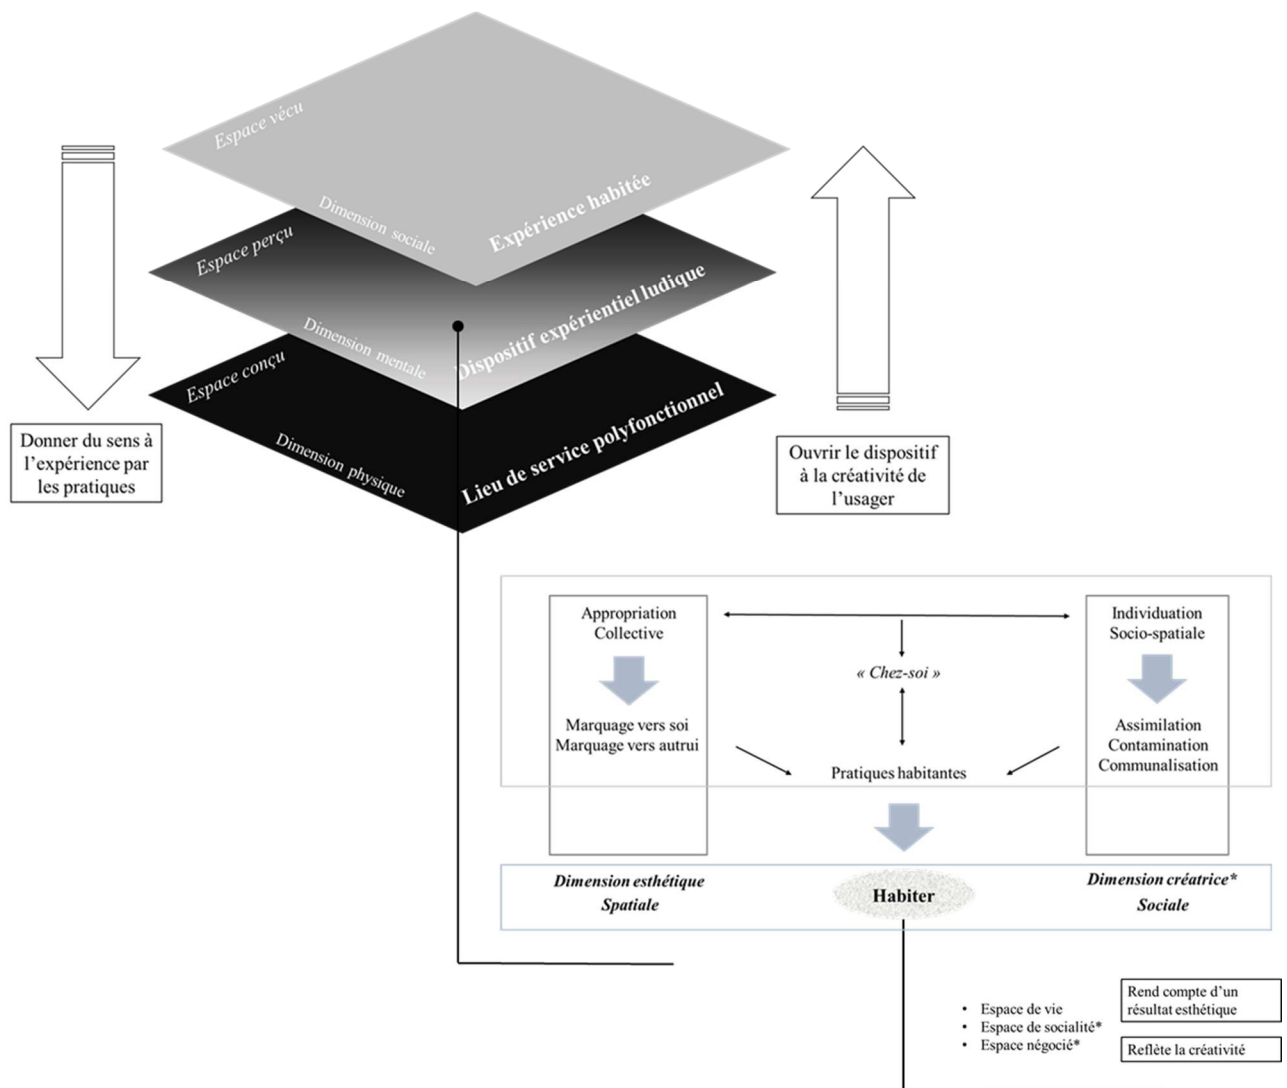 Espace vécu
Dimension sociale
Expérience habitée
Espace perçu
Dimension mentale
Dispositif expérientiel ludique
Espace conçu
Dimension physique
Lieu de service polyfonctionnel
Donner du sens à
l’expérience par
les pratiques
Ouvrir le dispositif
à la créativité de
l’usager
Appropriation
Collective
Marquage vers soi
Marquage vers autrui
« Chez-soi »
Pratiques habitantes
Individuation
Socio-spatiale
Assimilation
Contamination
Communalisation
Dimension esthétique
Spatiale
Habiter
Dimension créatrice*
Sociale
• Espace de vie
• Espace de socialité*
• Espace négocié*
Rend compte d’un
résultat esthétique
Reflète la créativité